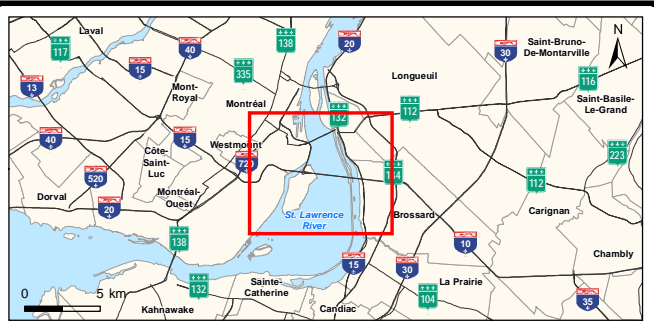 Laval
117
40
138
20
30
Saint-Bruno-
De-Montarville
N
15
335
Longueuil
116
13
Mont-
Royal
Montréal
132
112
Saint-Basile-
Le-Grand
40
15
Westmount
Côte-
Saint-
Luc
720
223
520
134
112
Dorval
20
Montréal-
Ouest
St. Lawrence
River
Brossard
Carignan
138
10
Chambly
15
30
0 5 km
132
Sainte-
Catherine
La Prairie
104
35
Kahnawake
Candiac